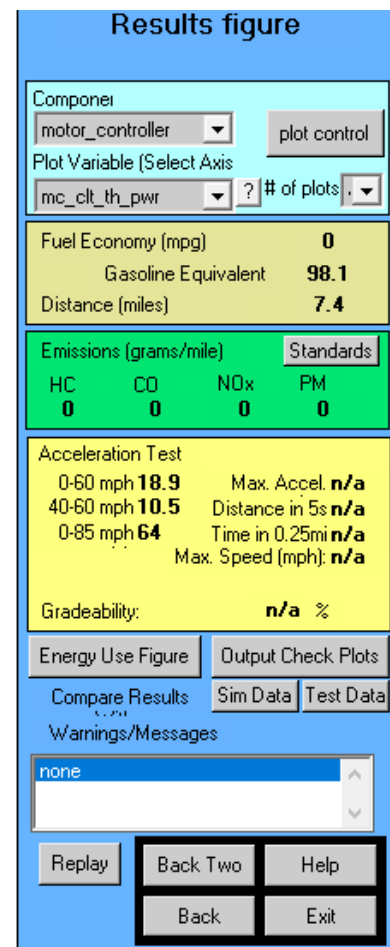 Results figure
Componer
motor_controller
plot control
Plot Variable (Select Axis
mc_clt_th_pwr
?
# of plots
Fuel Economy (mpg) 0
Gasoline Equivalent 98.1
Distance (miles) 7.4
Emissions (grams/mile) Standards
HC CO NOx PM
0 0 0 0
Acceleration Test
0-60 mph 18.9 Max. Accel. n/a
40-60 mph 10.5 Distance in 5s n/a
0-85 mph 64 Time in 0.25mi n/a
Max. Speed (mph): n/a
Gradeability: n/a %
Energy Use Figure Output Check Plots
Compare Results Sim Data Test Data
Warnings/Messages
none
Replay Back Two Help
Back Exit